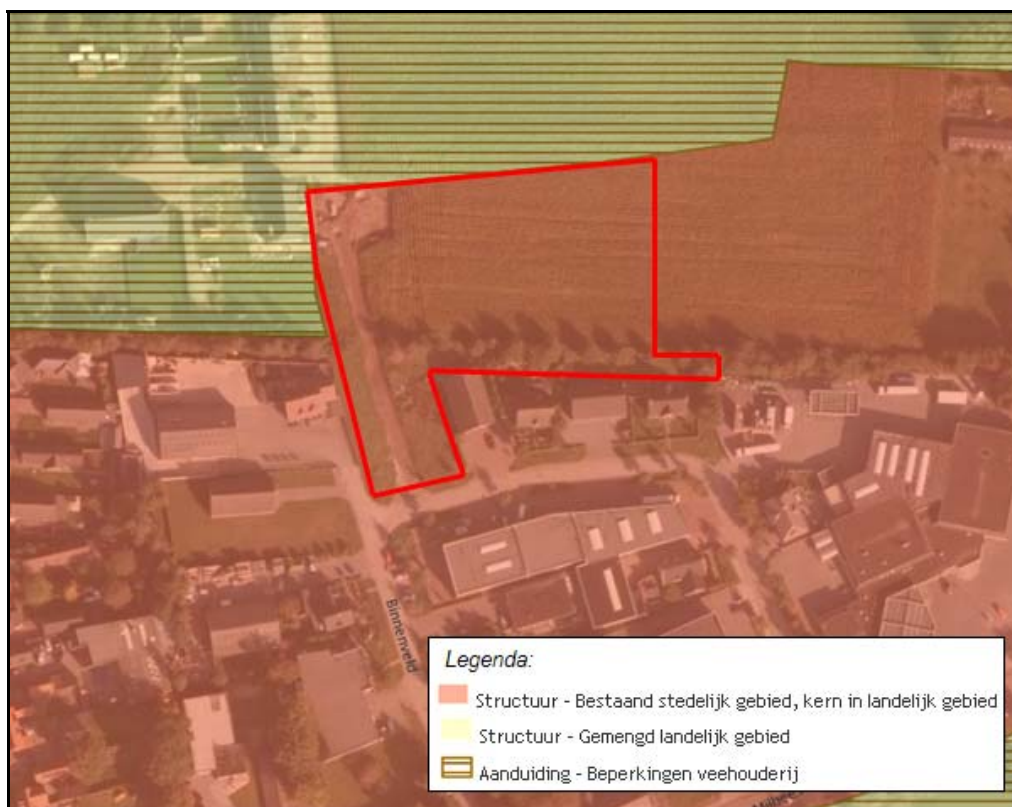 Binnenveld
Legenda:
Structuur - Bestaand stedelijk gebied, kern in landelijk gebied
Structuur - Gemengd landelijk gebied
Aanduiding - Beperkingen veehouderij